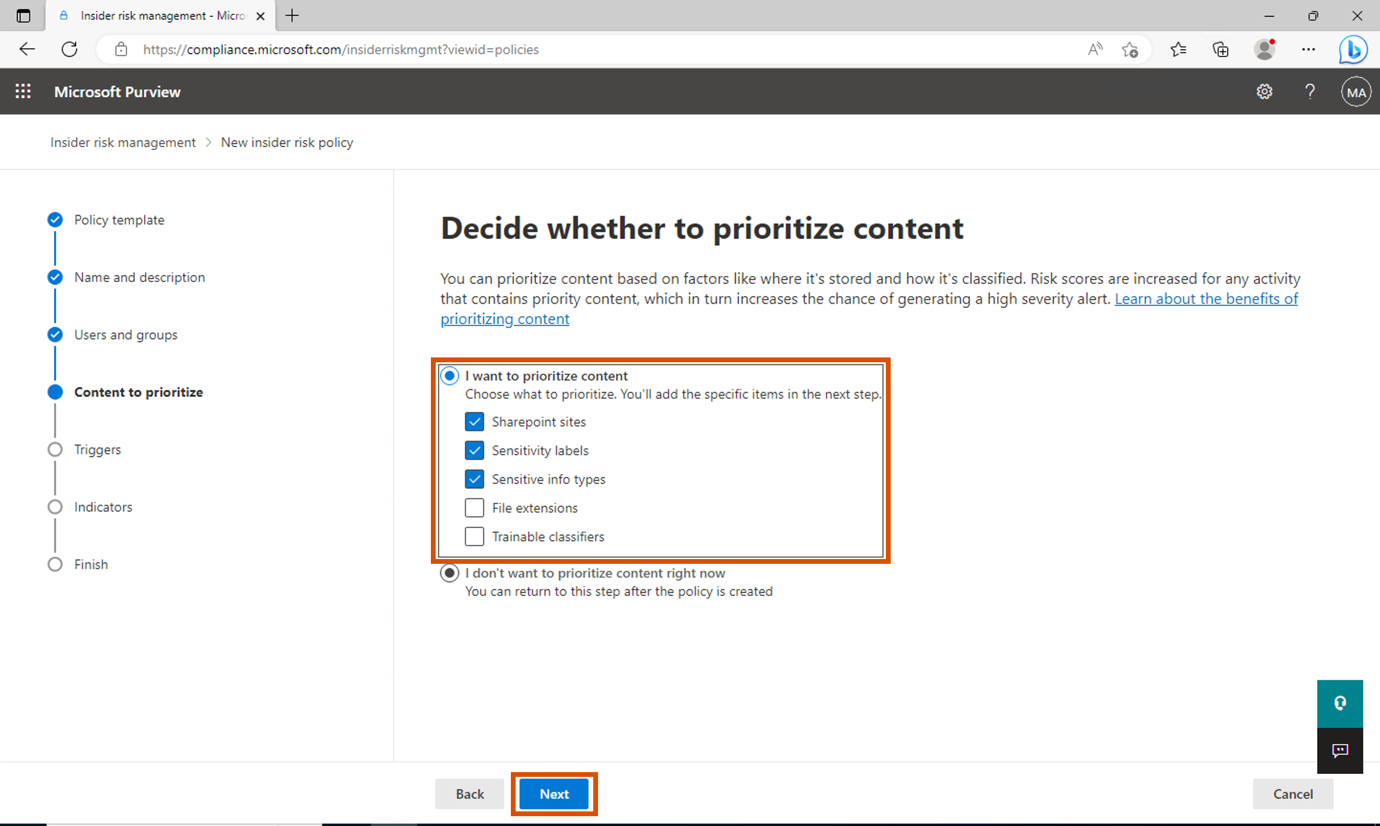 Insider risk management - Micro
https://compliance.microsoft.com/insiderriskmgmt?viewid=policies
Microsoft Purview
MA
Insider risk management > New insider risk policy
Policy template
Name and description
Users and groups
Content to prioritize
Triggers
Indicators
Finish
Decide whether to prioritize content
You can prioritize content based on factors like where it's stored and how it's classified. Risk scores are increased for any activity
that contains priority content, which in turn increases the chance of generating a high severity alert. Learn about the benefits of
prioritizing content
I want to prioritize content
Choose what to prioritize. You'll add the specific items in the next step.
Sharepoint sites
Sensitivity labels
Sensitive info types
File extensions
Trainable classifiers
I don't want to prioritize content right now
You can return to this step after the policy is created
Back
Next
Cancel